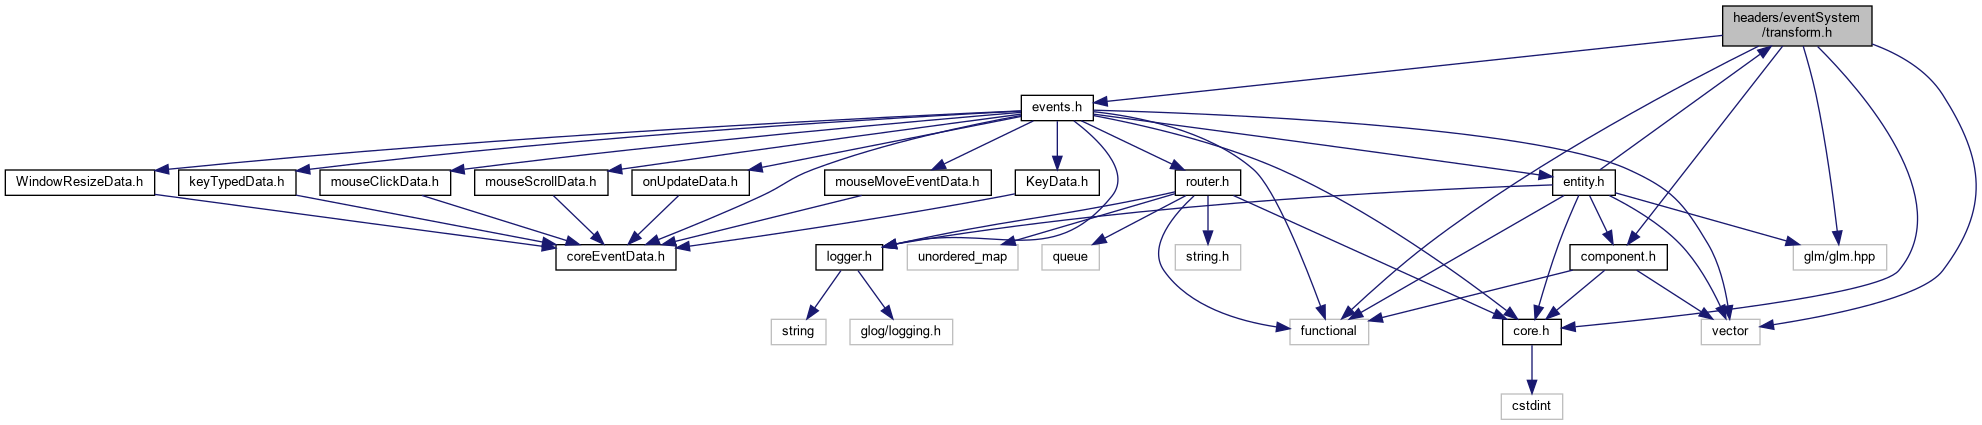 headers/eventSystem
/transform.h
events.h
WindowResizeData.h
keyTypedData.h
mouseClickData.h
mouseScrollData.h
onUpdateData.h
mouseMoveEventData.h
KeyData.h
router.h
entity.h
coreEventData.h
logger.h
unordered_map
queue
string.h
component.h
glm/glm.hpp
string
glog/logging.h
functional
core.h
vector
cstdint